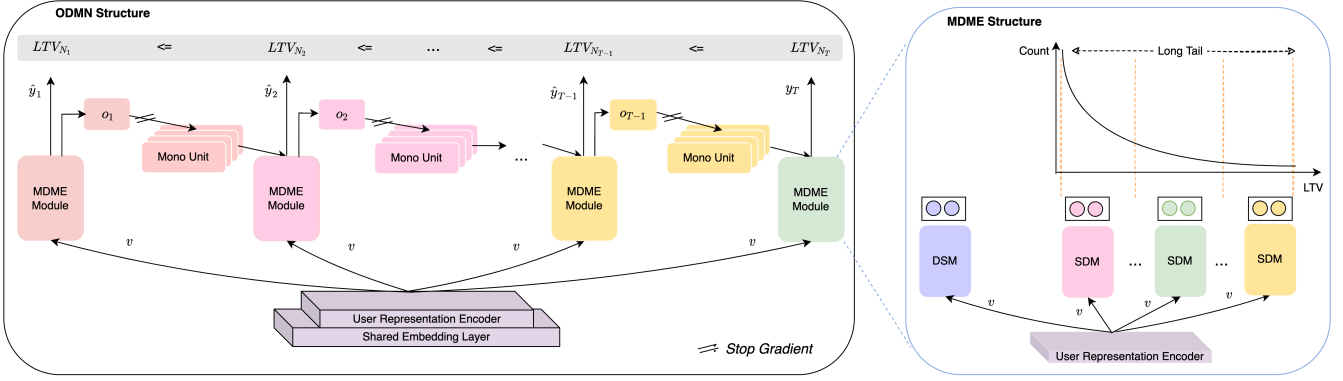 ODMN Structure
LTV_{N_1} <= LTV_{N_2} <= ... <= LTV_{N_{T-1}} <= LTV_{N_T}
ŷ_1 ŷ_2 ŷ_{T-1} y_T
o_1 o_2 o_{T-1}
Mono Unit Mono Unit ... Mono Unit
MDME Module
MDME Module
MDME Module
MDME Module
v v v v
User Representation Encoder
Shared Embedding Layer
Stop Gradient
MDME Structure
Count
Long Tail
LTV
DSM SDM ... SDM ... SDM
v v v v
User Representation Encoder